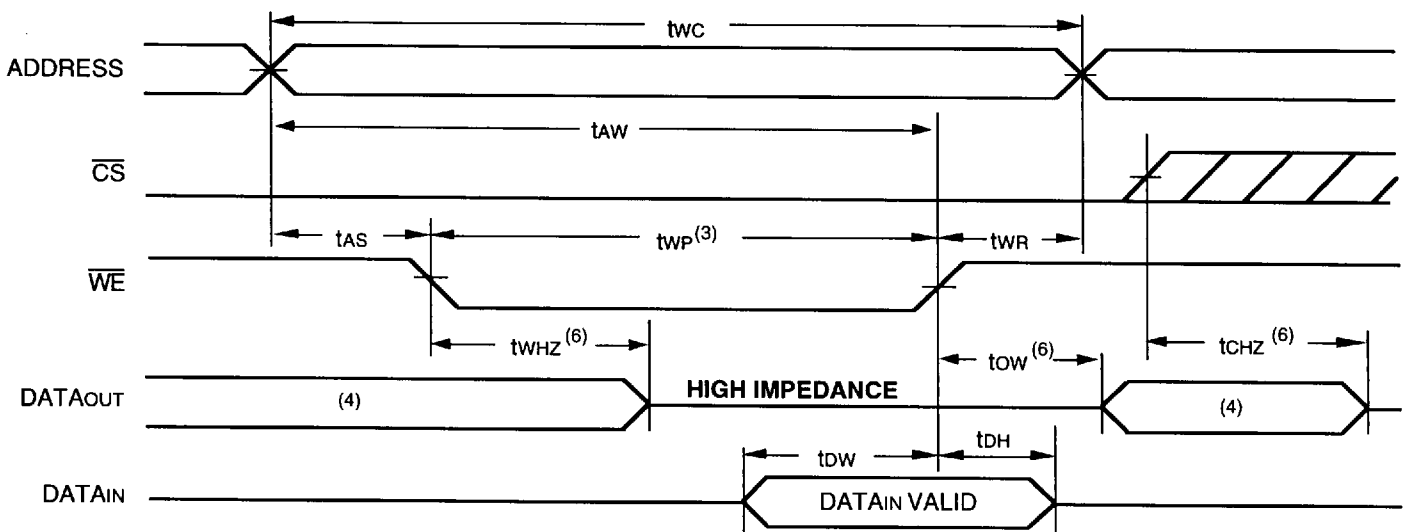 tWC
ADDRESS
tAW
CS
tAS
tWP(3)
tWR
WE
tWHZ(6)
tOW(6)
tCHZ(6)
DATAOUT
(4)
HIGH IMPEDANCE
(4)
tDW
tDH
DATAIN
DATAIN VALID